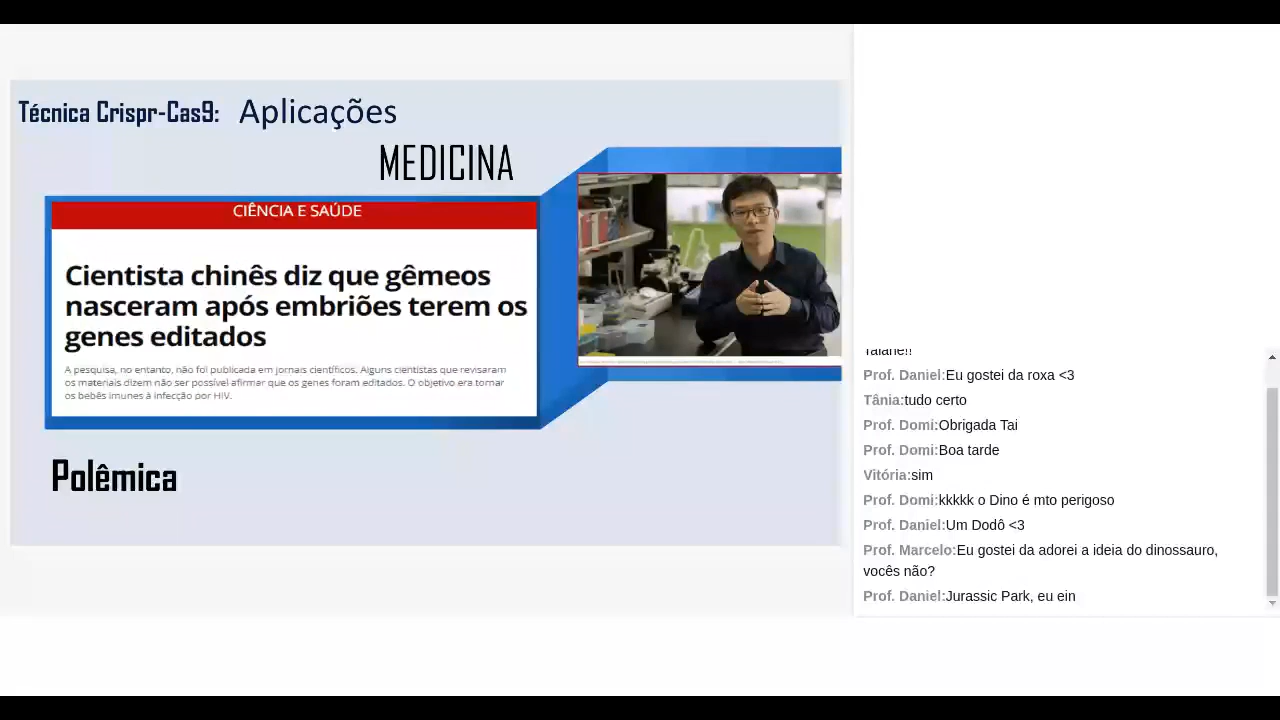 Técnica Crispr-Cas9: Aplicações
MEDICINA
CIÊNCIA E SAÚDE
Cientista chinês diz que gêmeos
nasceram após embriões terem os
genes editados
A pesquisa, no entanto, não foi publicada em jornais científicos. Alguns cientistas que revisaram
os materiais dizem não ser possível afirmar que os genes foram editados. O objetivo era tornar
os bebês imunes à infecção por HIV.
Polêmica
Taiane!!
Prof. Daniel:Eu gostei da roxa <3
Tânia:tudo certo
Prof. Domi:Obrigada Tai
Prof. Domi:Boa tarde
Vitória:sim
Prof. Domi:kkkkk o Dino é mto perigoso
Prof. Daniel:Um Dodô <3
Prof. Marcelo:Eu gostei da adorei a ideia do dinossauro,
vocês não?
Prof. Daniel:Jurassic Park, eu ein